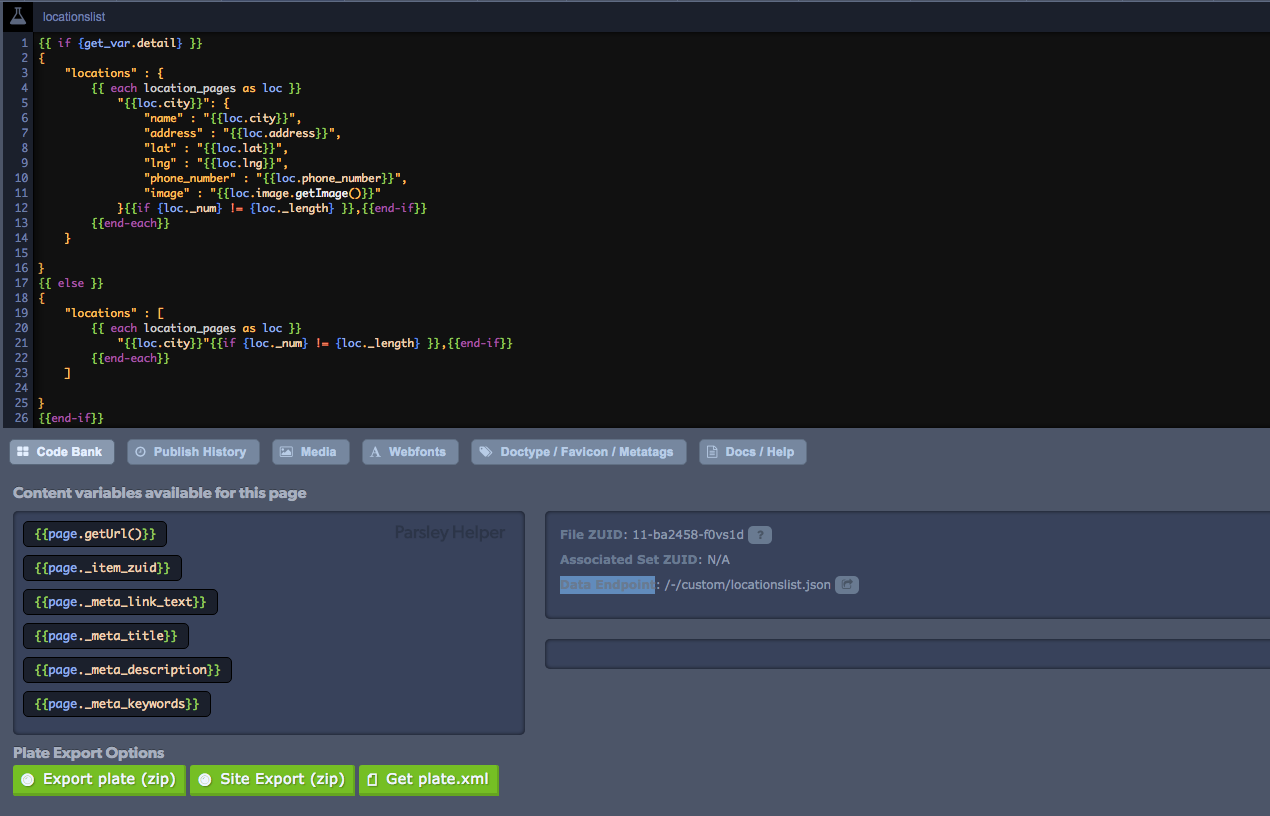 locationslist
1 {{ if {get_var.detail} }}
2 {
3 "locations" : {
4 {{ each location_pages as loc }}
5 "{{loc.city}}": {
6 "name" : "{{loc.city}}",
7 "address" : "{{loc.address}}",
8 "lat" : "{{loc.lat}}",
9 "lng" : "{{loc.lng}}",
10 "phone_number" : "{{loc.phone_number}}",
11 "image" : "{{loc.image.getImage()}}"
12 }{{if {loc._num} != {loc._length} }},{{end-if}}
13 {{end-each}}
14 }
15
16 }
17 {{ else }}
18 {
19 "locations" : [
20 {{ each location_pages as loc }}
21 "{{loc.city}}"{{if {loc._num} != {loc._length} }},{{end-if}}
22 {{end-each}}
23 ]
24
25 }
26 {{end-if}}
Code Bank Publish History Media Webfonts Doctype / Favicon / Metatags Docs / Help
Content variables available for this page
Parsley Helper
{{page.getUrl()}}
{{page._item_zuid}}
{{page._meta_link_text}}
{{page._meta_title}}
{{page._meta_description}}
{{page._meta_keywords}}
File ZUID: 11-ba2458-f0vs1d ?
Associated Set ZUID: N/A
Data Endpoint: /-/custom/locationslist.json
Plate Export Options
Export plate (zip) Site Export (zip) Get plate.xml